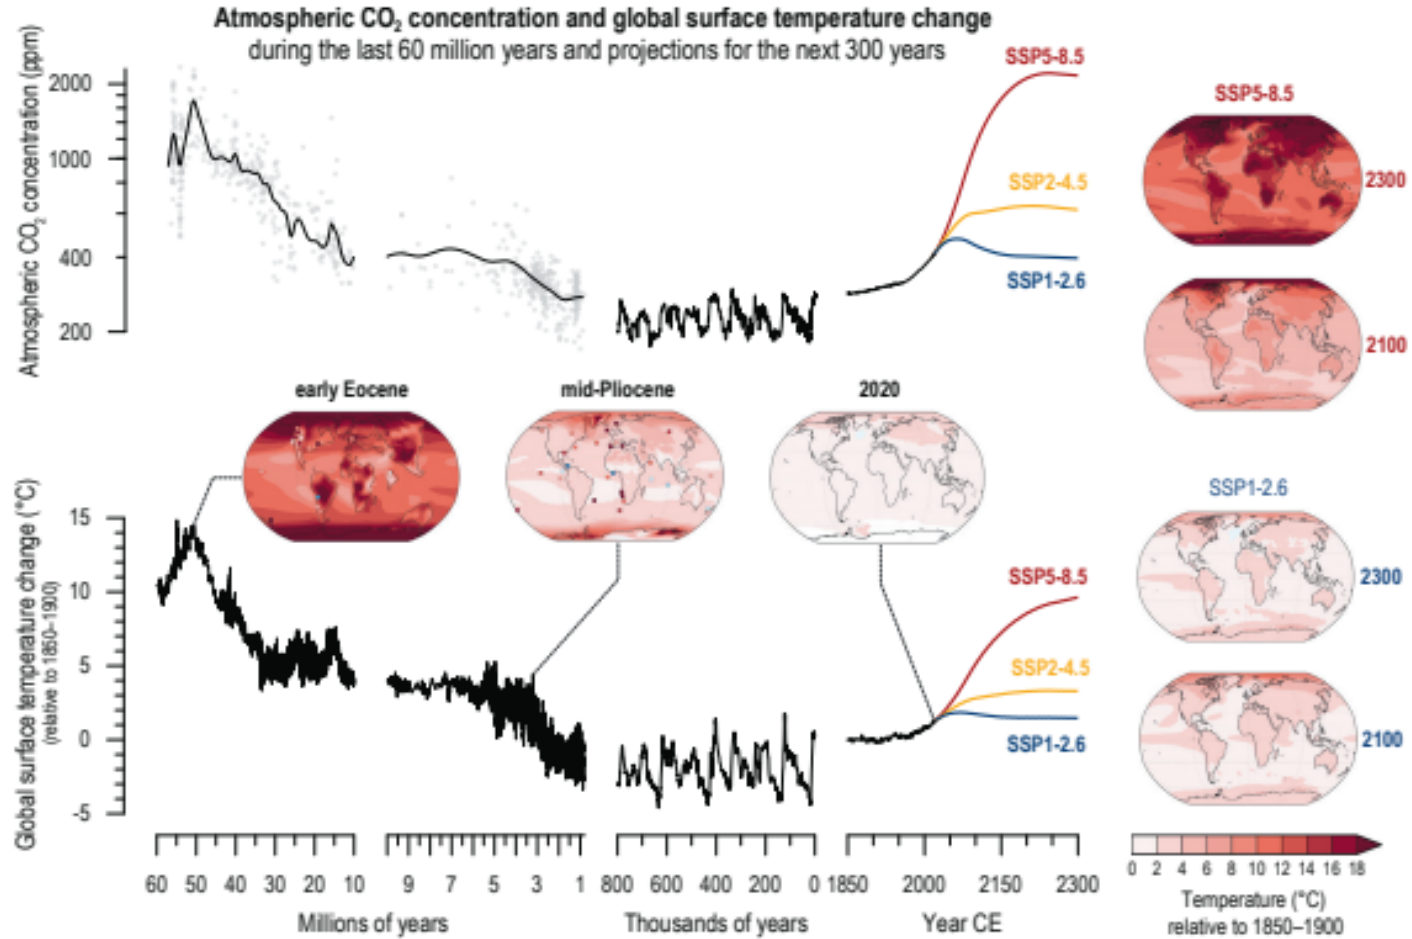 Atmospheric CO₂ concentration and global surface temperature change
during the last 60 million years and projections for the next 300 years
Atmospheric CO₂ concentration (ppm)
2000
1000
400
200
SSP5-8.5
SSP2-4.5
SSP1-2.6
SSP5-8.5
2300
2100
early Eocene
mid-Pliocene
2020
Global surface temperature change (°C)
(relative to 1850–1900)
15
10
5
0
-5
SSP5-8.5
SSP2-4.5
SSP1-2.6
SSP1-2.6
2300
2100
60 50 40 30 20 10
9 7 5 3 1
800 600 400 200 0
1850 2000 2150 2300
Millions of years
Thousands of years
Year CE
0 2 4 6 8 10 12 14 16 18
Temperature (°C)
relative to 1850–1900